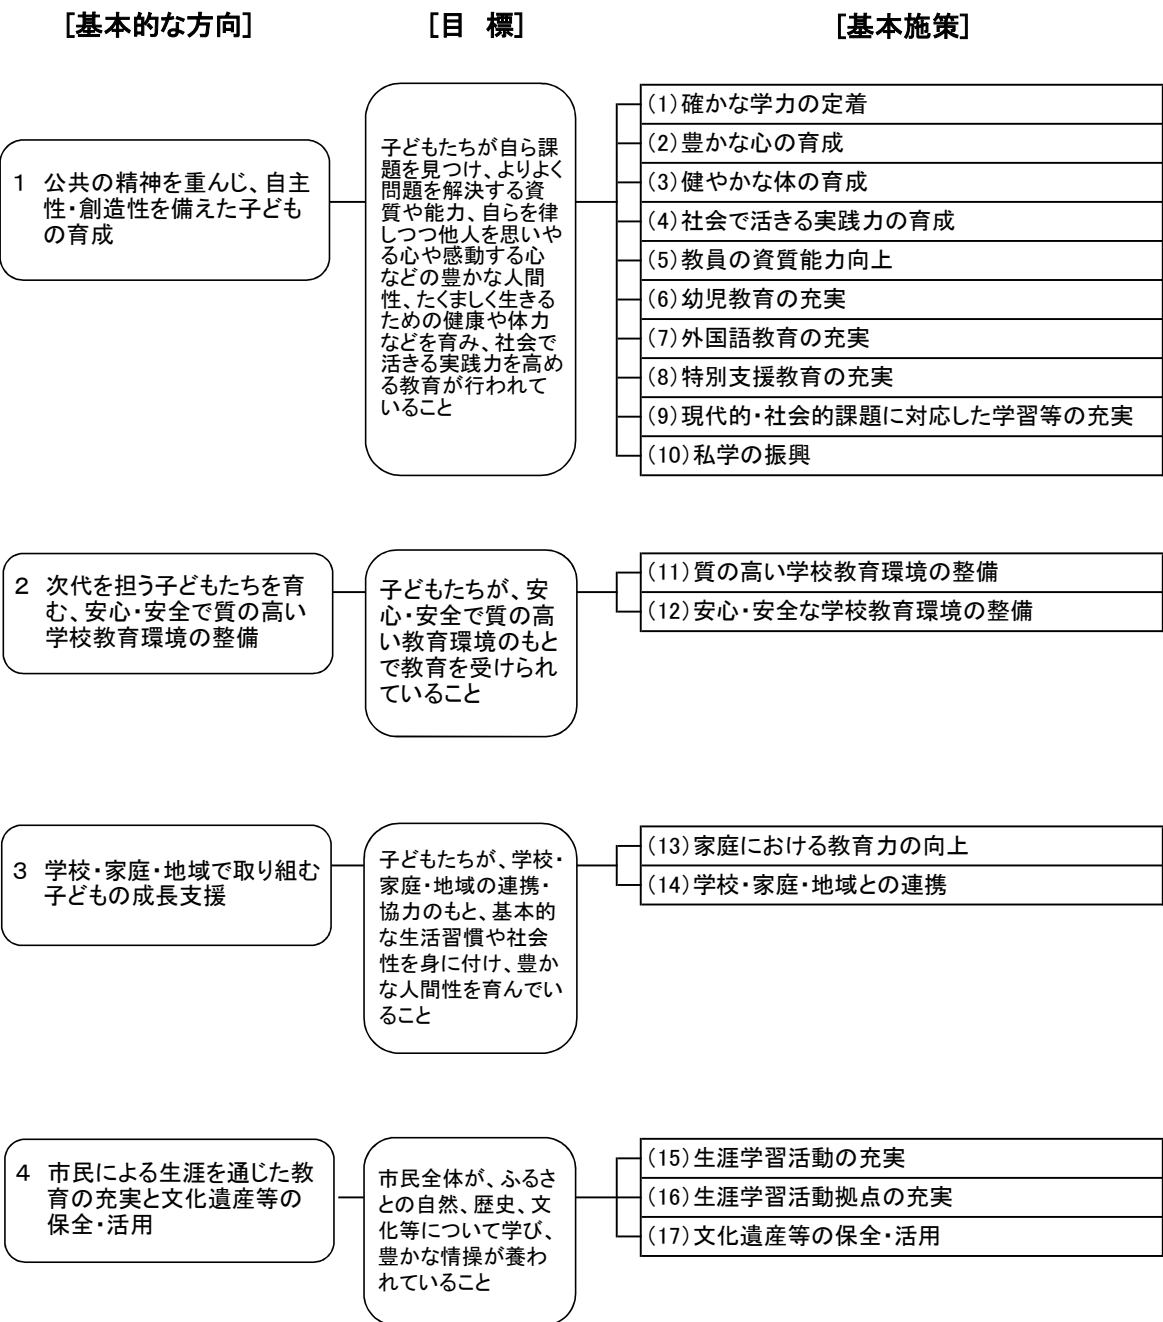 [基本的な方向]
[目 標]
[基本施策]
1 公共の精神を重んじ、自主
性・創造性を備えた子ども
の育成
子どもたちが自ら課
題を見つけ、よりよく
問題を解決する資
質や能力、自らを律
しつつ他人を思いや
る心や感動する心
などの豊かな人間
性、たくましく生きる
ための健康や体力
などを育み、社会で
活きる実践力を高め
る教育が行われて
いること
(1)確かな学力の定着
(2)豊かな心の育成
(3)健やかな体の育成
(4)社会で活きる実践力の育成
(5)教員の資質能力向上
(6)幼児教育の充実
(7)外国語教育の充実
(8)特別支援教育の充実
(9)現代的・社会的課題に対応した学習等の充実
(10)私学の振興
2 次代を担う子どもたちを育
む、安心・安全で質の高い
学校教育環境の整備
子どもたちが、安
心・安全で質の高
い教育環境のもと
で教育を受けられ
ていること
(11)質の高い学校教育環境の整備
(12)安心・安全な学校教育環境の整備
3 学校・家庭・地域で取り組む
子どもの成長支援
子どもたちが、学校・
家庭・地域の連携・
協力のもと、基本的
な生活習慣や社会
性を身に付け、豊か
な人間性を育んでい
ること
(13)家庭における教育力の向上
(14)学校・家庭・地域との連携
4 市民による生涯を通じた教
育の充実と文化遺産等の
保全・活用
市民全体が、ふるさ
との自然、歴史、文
化等について学び、
豊かな情操が養わ
れていること
(15)生涯学習活動の充実
(16)生涯学習活動拠点の充実
(17)文化遺産等の保全・活用